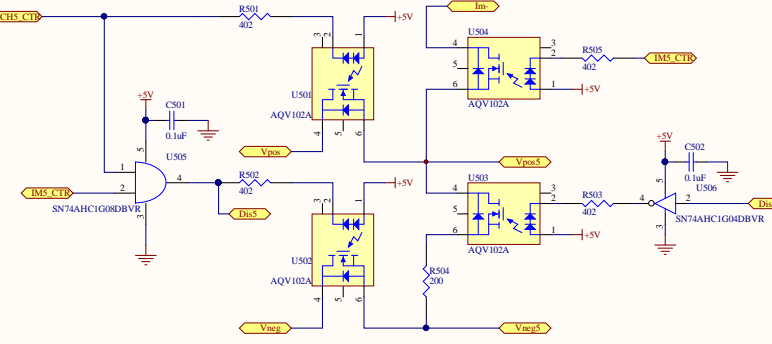 CH5_CTR
R501
402
+5V
Im-
U504
4
3
2
R505
402
IM5_CTR
6
1
+5V
AQV102A
3
2
1
U501
AQV102A
4
5
6
+5V
C501
0.1uF
5
U505
Vpos
Vpos5
1
2
4
3
IM5_CTR
SN74AHC1G08DBVR
R502
402
Dis5
+5V
3
2
1
U502
AQV102A
4
5
6
U503
4
5
6
3
2
1
R503
402
+5V
AQV102A
+5V
C502
0.1uF
5
U506
4
2
3
SN74AHC1G04DBVR
Dis
R504
200
Vneg
Vneg5